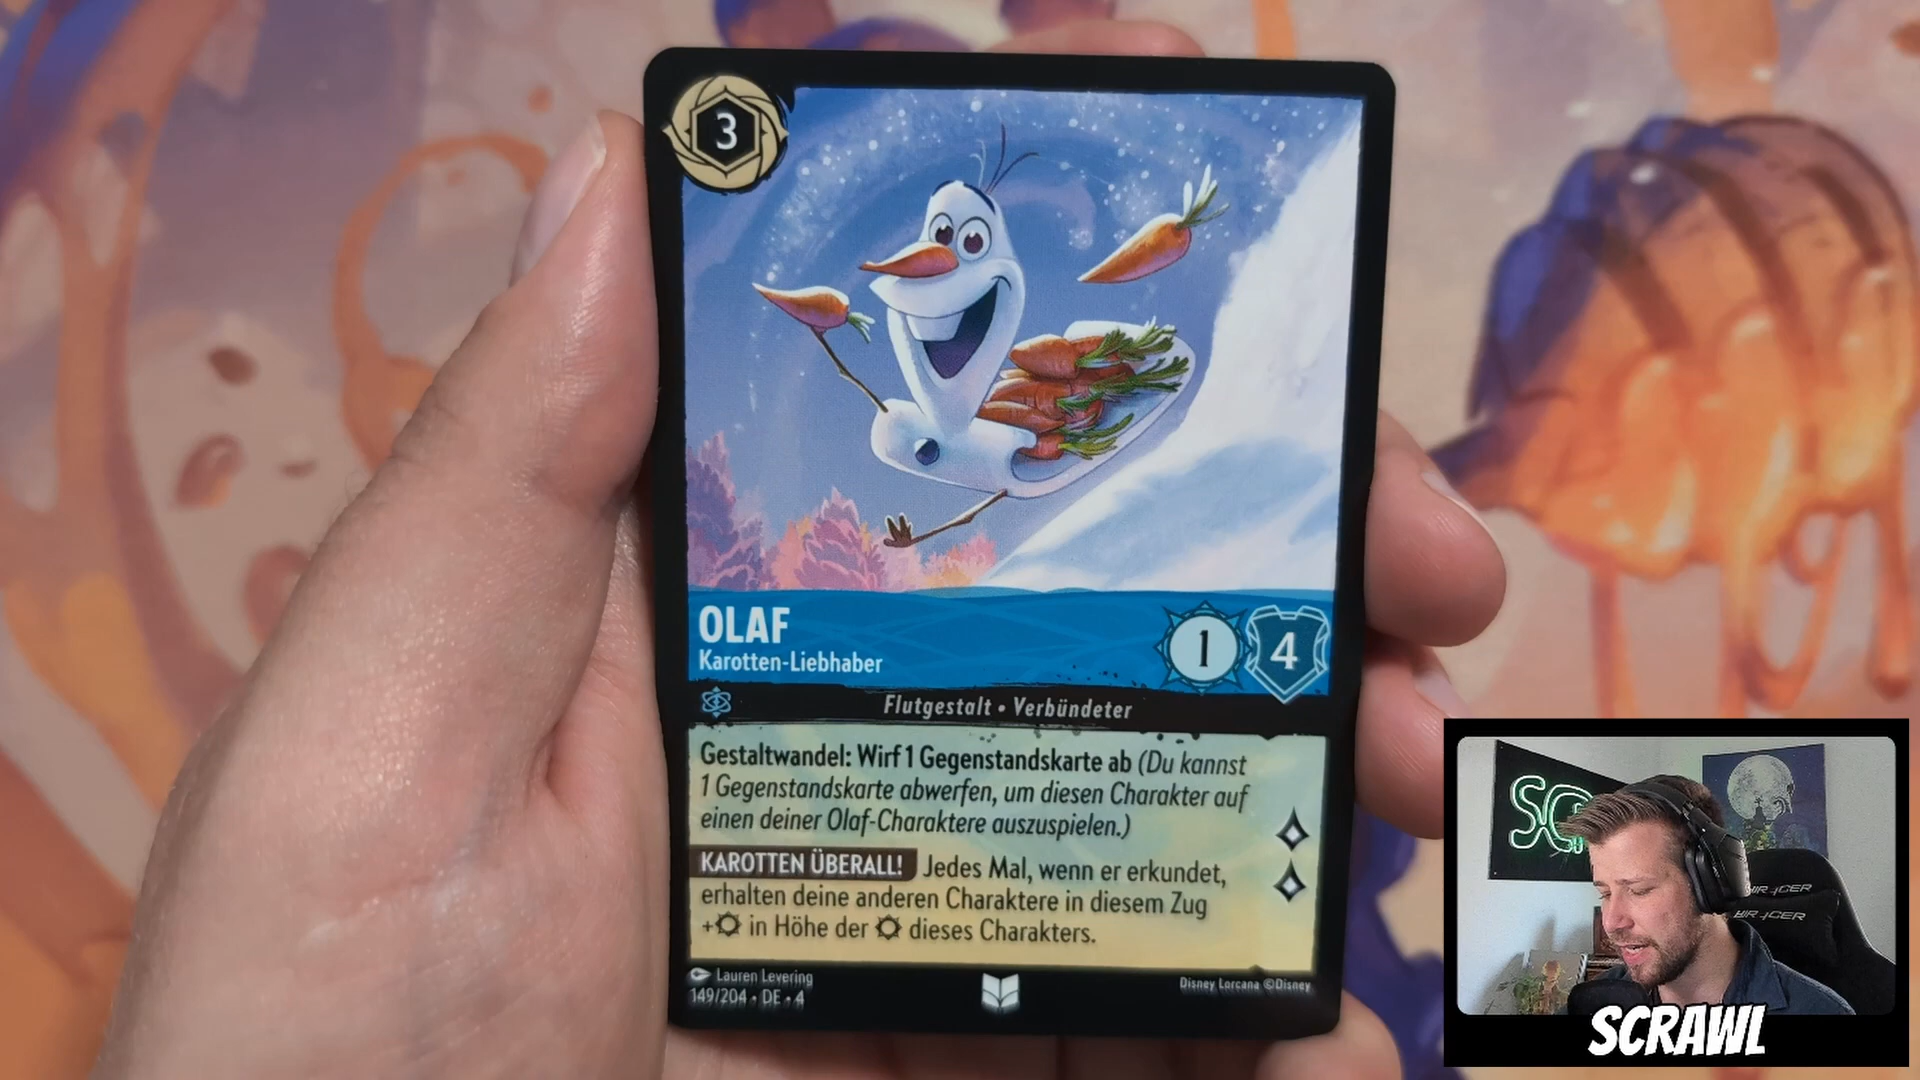 3
OLAF
Karotten-Liebhaber
1
4
Flutgestalt • Verbündeter
Gestaltwandel: Wirf 1 Gegenstandskarte ab (Du kannst
1 Gegenstandskarte abwerfen, um diesen Charakter auf
einen deiner Olaf-Charaktere auszuspielen.)
KAROTTEN ÜBERALL! Jedes Mal, wenn er erkundet,
erhalten deine anderen Charaktere in diesem Zug
+ in Höhe der dieses Charakters.
Lauren Levering
149/204 • DE • 4
Disney Lorcana ©Disney
SCRAWL